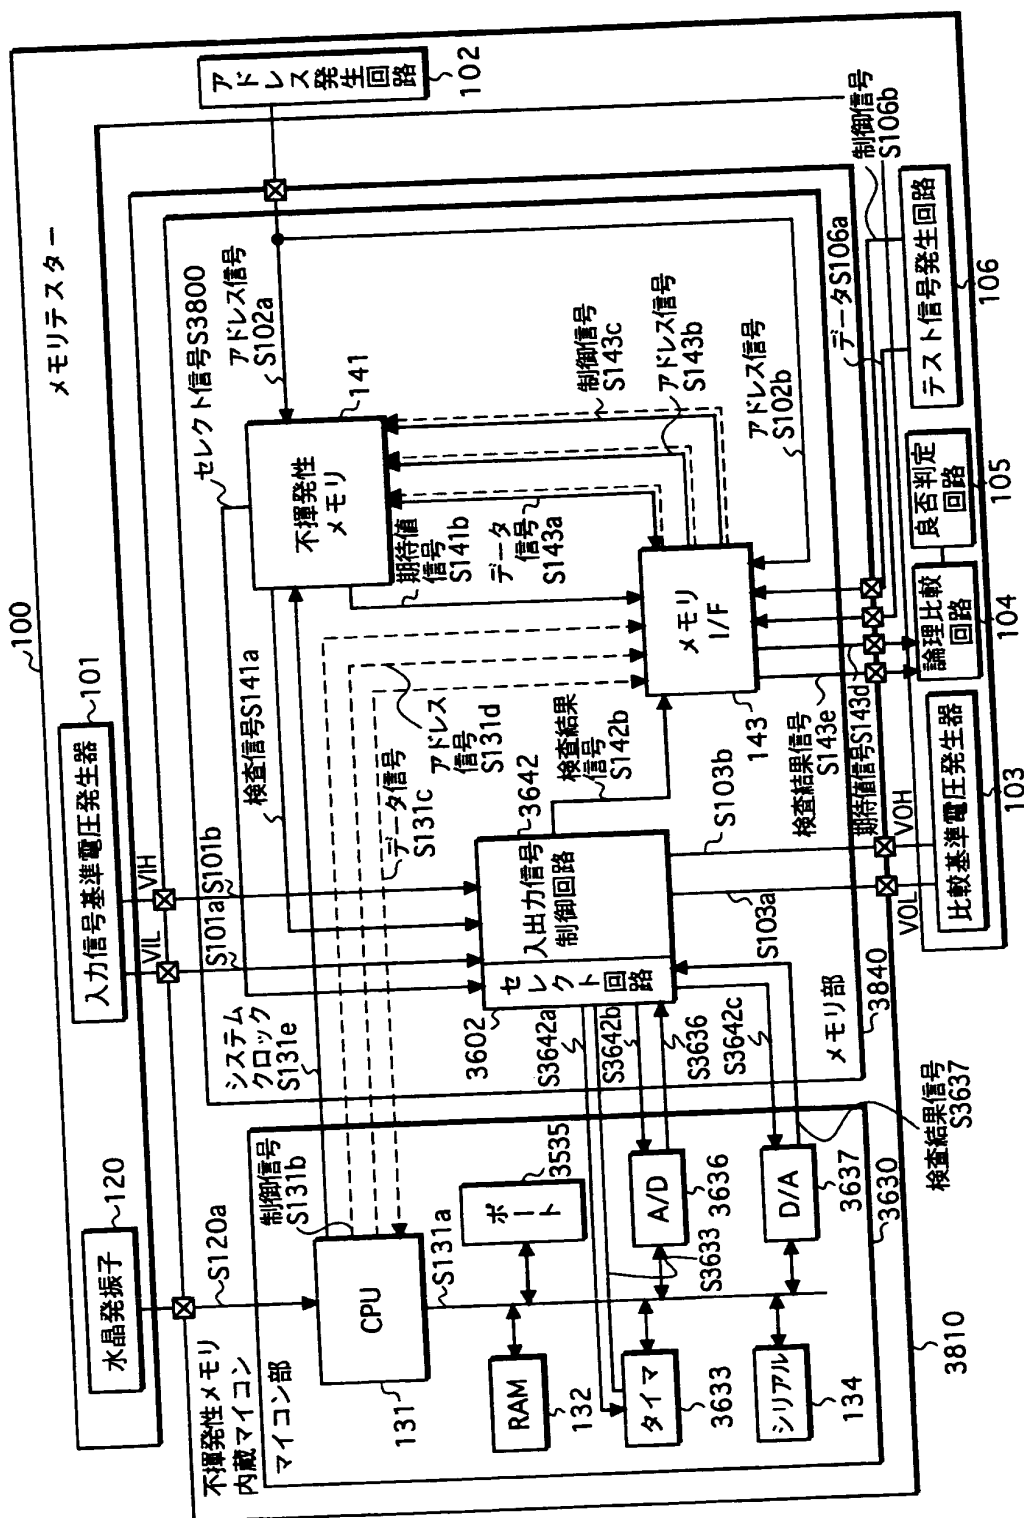 メモリテスター
100
水晶発振子
120
入力信号基準電圧発生器
101
アドレス発生回路
102
S120a
VIL
VIH
S101a
S101b
不揮発性メモリ
内蔵マイコン
マイコン部
CPU
131
制御信号
S131b
システム
クロック
S131e
検査信号S141a
セレクト信号S3800
アドレス信号
S102a
不揮発性
メモリ
141
期待値
信号
S141b
データ
信号
S143a
制御信号
S143c
アドレス信号
S143b
アドレス信号
S102b
データ信号
S131c
アドレス
信号
S131d
S131a
ポート
3535
RAM
132
タイマ
3633
シリアル
134
A/D
3636
S3633
D/A
3637
3630
3602
セレクト回路
入出力信号
制御回路
3642
検査結果
信号
S142b
メモリ
I/F
143
S3642a
S3642b
S3636
S3642c
S103a
S103b
検査結果信号
S143e
期待値信号S143d
メモリ部
3840
検査結果信号
S3637
3810
VOL
VOH
比較基準電圧発生器
103
論理比較
回路
104
良否判定
回路
105
テスト信号発生回路
106
データS106a
制御信号
S106b